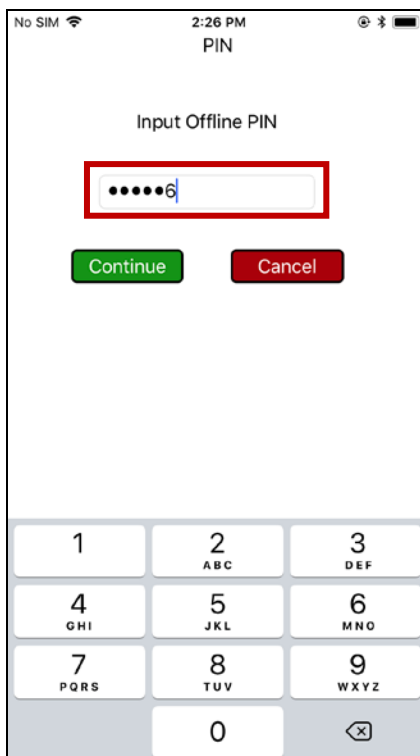 No SIM 2:26 PM
PIN
Input Offline PIN
•••••6
Continue Cancel
1 2 3
ABC DEF
4 5 6
GHI JKL MNO
7 8 9
PQRS TUV WXYZ
0